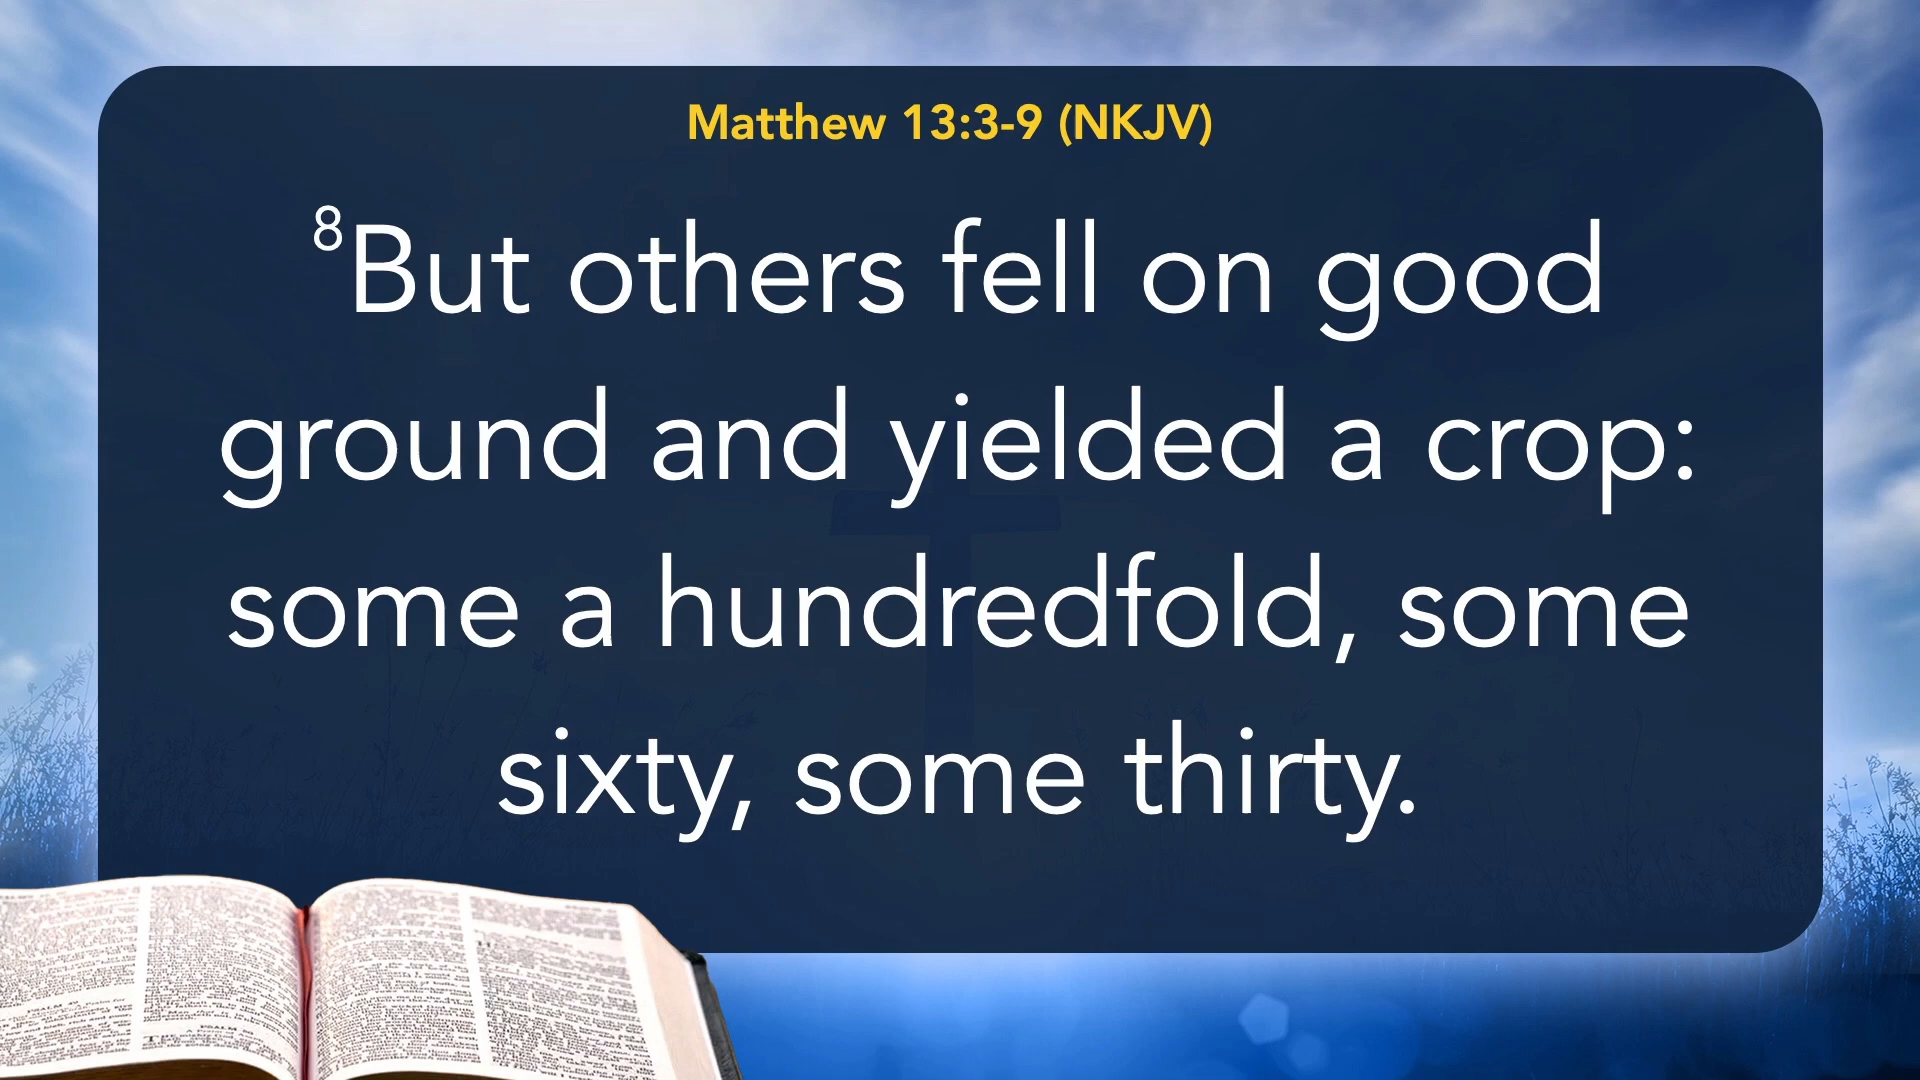 Matthew 13:3-9 (NKJV)
8But others fell on good
ground and yielded a crop:
some a hundredfold, some
sixty, some thirty.